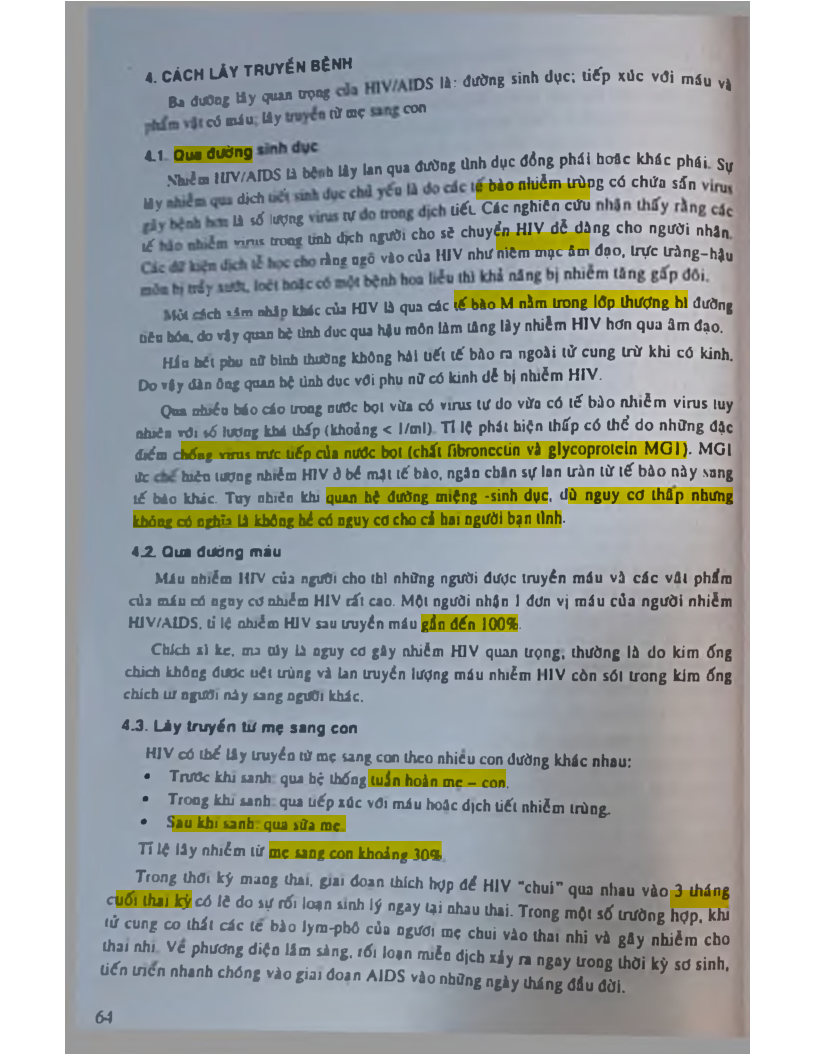 4. CÁCH LÂY TRUYỀN BỆNH
Ba đường lây quan trọng của HIV/AIDS là: đường sinh dục; tiếp xúc với máu và
phẩm vật có máu; lây truyền từ mẹ sang con
4.1. Qua đường sinh dục
Nhiễm HIV/AIDS là bệnh lây lan qua đường tình dục đồng phái hoặc khác phái. Sự
lây nhiễm qua dịch tiết sinh dục chủ yếu là do các tế bào nhiễm trùng có chứa sẵn virus
gây bệnh hơn là số lượng virus tự do trong dịch tiết. Các nghiên cứu nhận thấy rằng các
tế bào nhiễm virus trong tinh dịch người cho sẽ chuyển HIV dễ dàng cho người nhận.
Các dữ kiện dịch tễ học cho rằng ngõ vào của HIV như niêm mạc âm đạo, trực tràng-hậu
môn bị trầy xướt, loét hoặc có một bệnh hoa liễu thì khả năng bị nhiễm tăng gấp đôi.
Một cách xâm nhập khác của HIV là qua các tế bào M nằm trong lớp thượng bì đường
tiêu hóa, do vậy quan hệ tình dục qua hậu môn làm tăng lây nhiễm HIV hơn qua âm đạo.
Hầu hết phụ nữ bình thường không hài tiết tế bào ra ngoài tử cung trừ khi có kinh.
Do vậy đàn ông quan hệ tình dục với phụ nữ có kinh dễ bị nhiễm HIV.
Qua nhiều báo cáo trong nước bọt vừa có virus tự do vừa có tế bào nhiễm virus tuy
nhiên với số lượng khá thấp (khoảng < 1/ml). Tỉ lệ phát hiện thấp có thể do những đặc
điểm chống virus trực tiếp của nước bọt (chất fibronectin và glycoprotein MG1). MG1
ức chế hiện tượng nhiễm HIV ở bề mặt tế bào, ngăn chặn sự lan tràn từ tế bào này sang
tế bào khác. Tuy nhiên khi quan hệ đường miệng -sinh dục, dù nguy cơ thấp nhưng
không có nghĩa là không hề có nguy cơ cho cả hai người bạn tình.
4.2. Qua đường máu
Máu nhiễm HIV của người cho thì những người được truyền máu và các vật phẩm
của máu có nguy cơ nhiễm HIV rất cao. Một người nhận 1 đơn vị máu của người nhiễm
HIV/AIDS, tỉ lệ nhiễm HIV sau truyền máu gần đến 100%.
Chích xì ke, ma túy là nguy cơ gây nhiễm HIV quan trọng, thường là do kim ống
chích không được tiệt trùng và lan truyền lượng máu nhiễm HIV còn sót trong kim ống
chích từ người này sang người khác.
4.3. Lây truyền từ mẹ sang con
HIV có thể lây truyền từ mẹ sang con theo nhiều con đường khác nhau:
• Trước khi sanh: qua hệ thống tuần hoàn mẹ – con.
• Trong khi sanh: qua tiếp xúc với máu hoặc dịch tiết nhiễm trùng.
• Sau khi sanh: qua sữa mẹ.
Tỉ lệ lây nhiễm từ mẹ sang con khoảng 30%.
Trong thời kỳ mang thai, giai đoạn thích hợp để HIV "chui" qua nhau vào 3 tháng
cuối thai kỳ có lẽ do sự rối loạn sinh lý ngay tại nhau thai. Trong một số trường hợp, khi
tử cung co thắt các tế bào lym-phô của người mẹ chui vào thai nhi và gây nhiễm cho
thai nhi. Về phương diện lâm sàng, rối loạn miễn dịch xảy ra ngay trong thời kỳ sơ sinh,
tiến triển nhanh chóng vào giai đoạn AIDS vào những ngày tháng đầu đời.
64